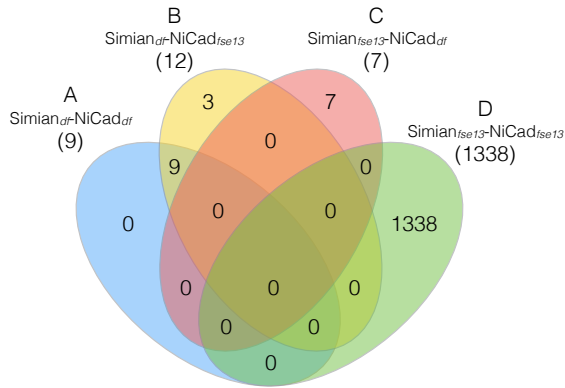 B
Simiandf-NiCadfse13
(12)
C
Simianfse13-NiCaddf
(7)
A
Simiandf-NiCaddf
(9)
D
Simianfse13-NiCadfse13
(1338)
3
7
0
9
0
0
0
0
1338
0
0
0
0
0
0